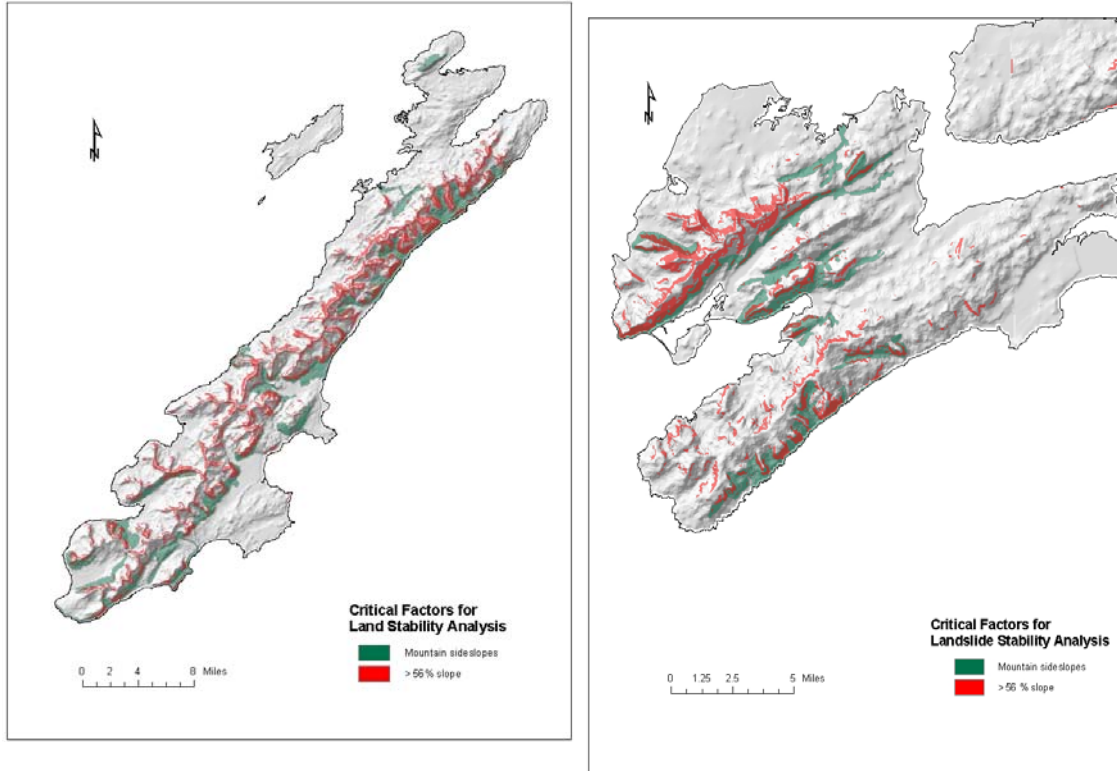 N
Critical Factors for
Land Stability Analysis
Mountain sideslopes
> 56 % slope
0 2 4 8 Miles
N
Critical Factors for
Landslide Stability Analysis
Mountain sideslopes
> 56 % slope
0 1.25 2.5 5 Miles